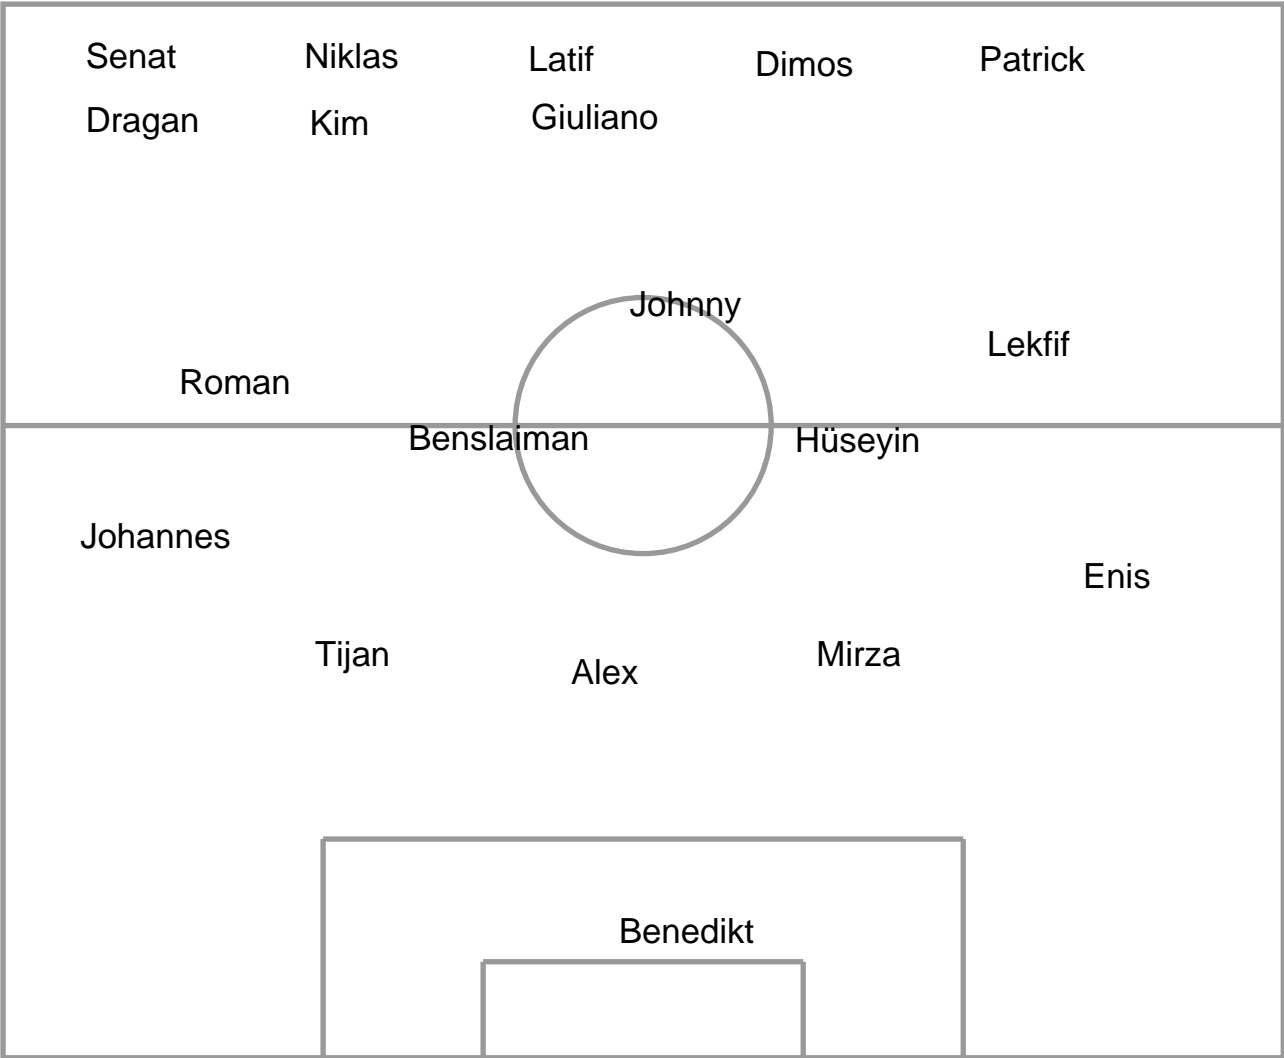 Senat Niklas Latif Dimos Patrick
Dragan Kim Giuliano
Johnny
Lekfif
Roman
Benslaiman Hüseyin
Johannes
Enis
Tijan Alex Mirza
Benedikt